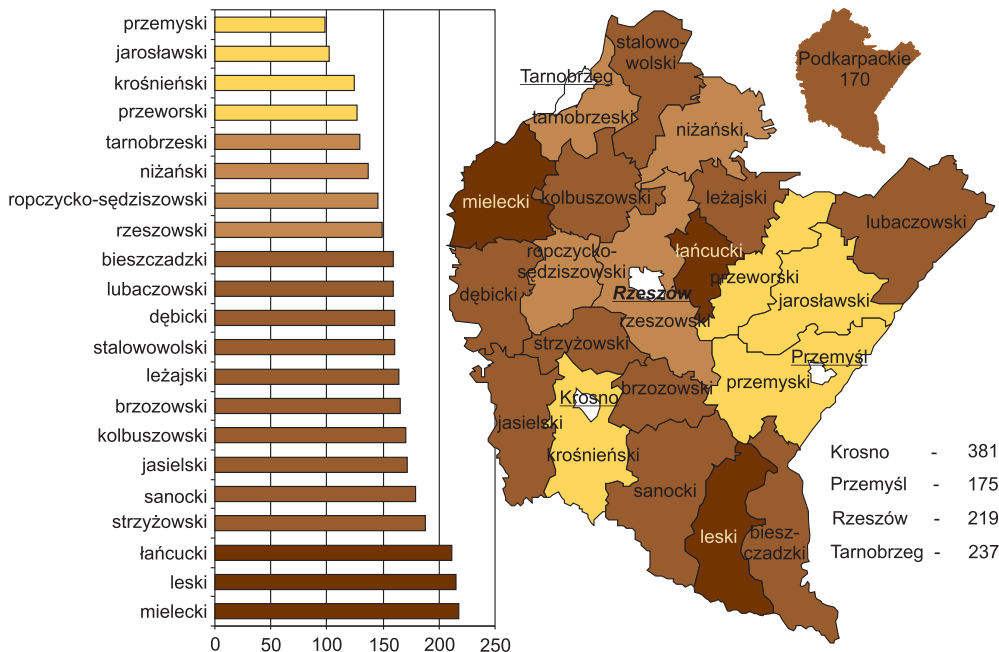 przemyski
jarosławski
krośnieński
przeworski
tarnobrzeski
niżański
ropczycko-sędziszowski
rzeszowski
bieszczadzki
lubaczowski
dębicki
stalowowolski
leżajski
brzozowski
kolbuszowski
jasielski
sanocki
strzyżowski
łańcucki
leski
mielecki
0 50 100 150 200 250
stalowo-
wolski
Tarnobrzeg
tarnobrzeski
niżański
mielecki
kolbuszowski
leżajski
lubaczowski
ropczycko-
sędziszowski
łańcucki
przeworski
dębicki
Rzeszów
jarosławski
rzeszowski
strzyżowski
Przemyśl
przemyski
brzozowski
Krosno
jasielski
krośnieński
sanocki
leski
biesz-
czadzki
Podkarpackie
170
Krosno - 381
Przemyśl - 175
Rzeszów - 219
Tarnobrzeg - 237